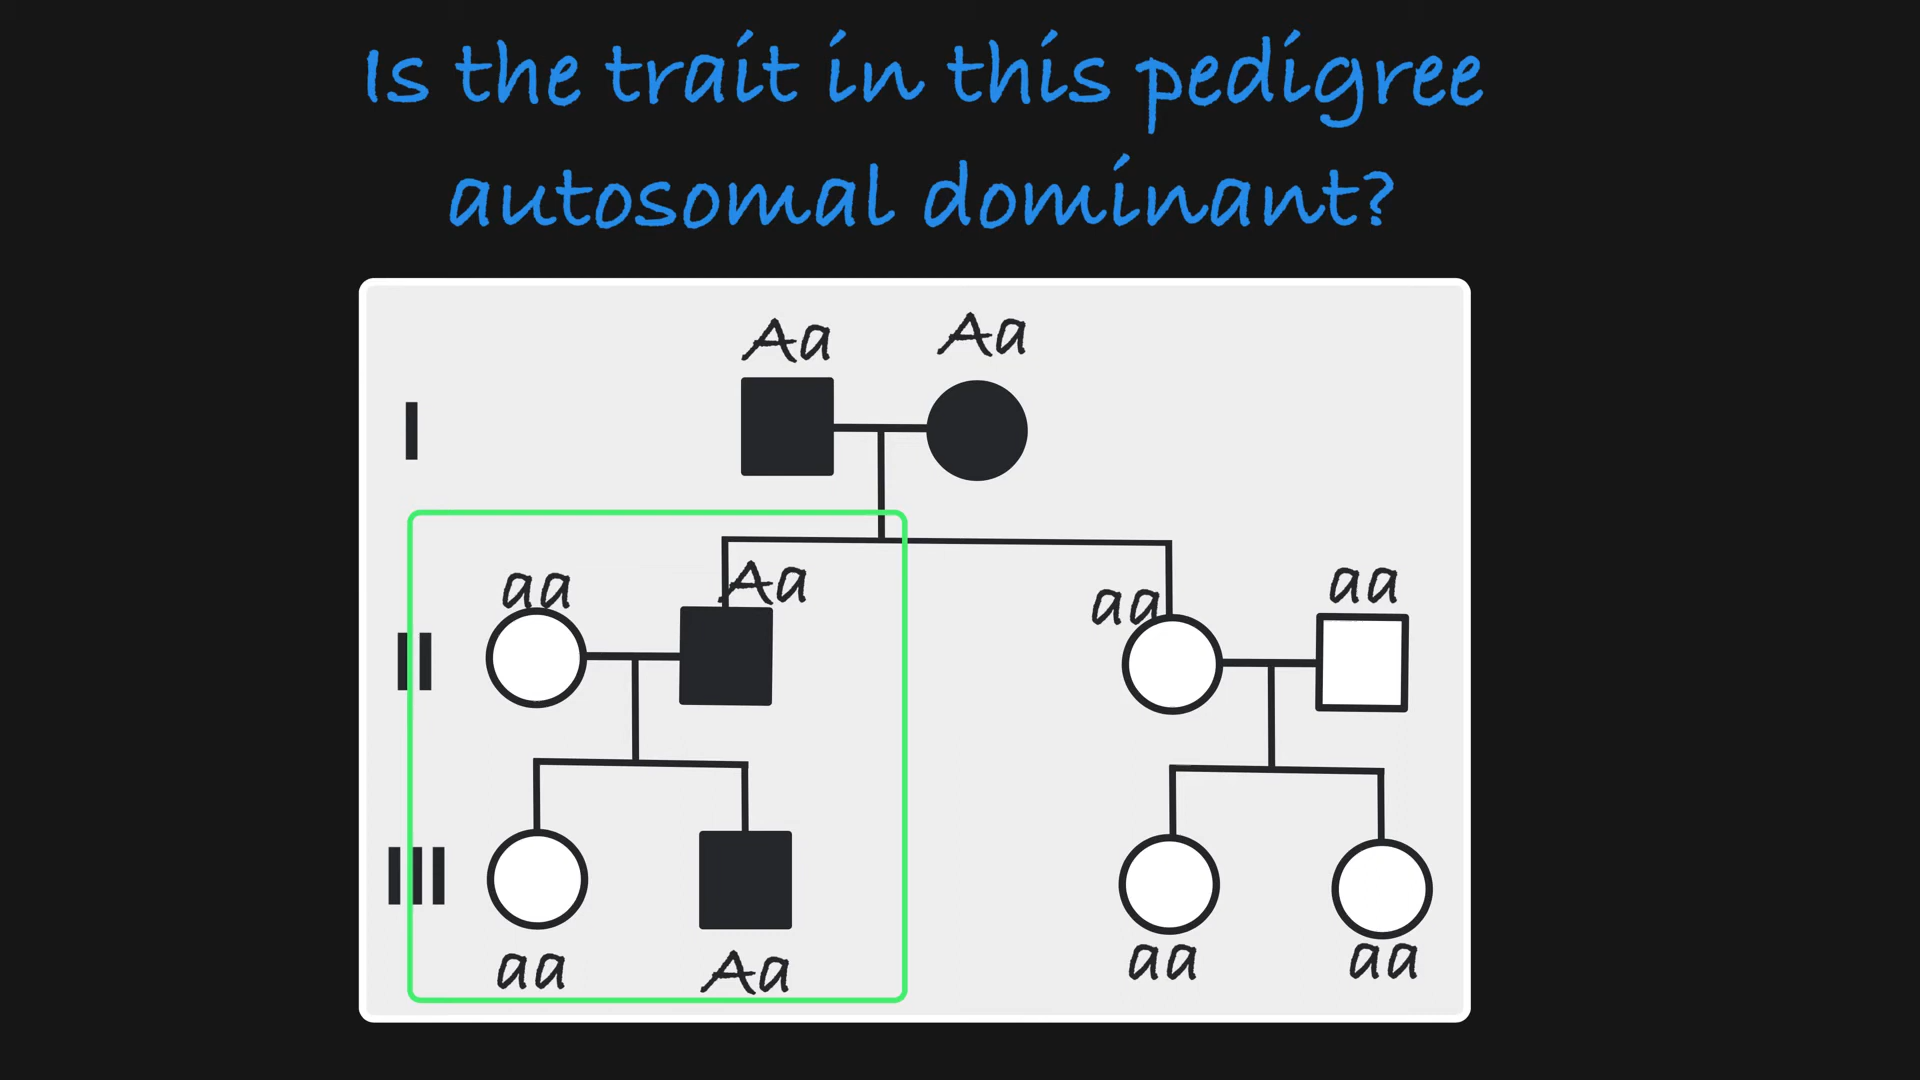 Is the trait in this pedigree
autosomal dominant?
Aa Aa
I
aa Aa aa aa
II
III
aa Aa aa aa